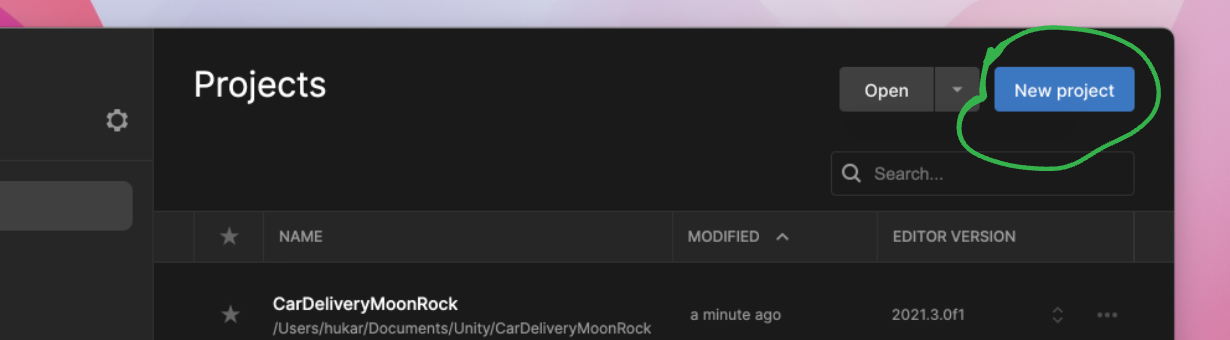 Projects
Open
New project
Search...
NAME
MODIFIED
EDITOR VERSION
CarDeliveryMoonRock
/Users/hukar/Documents/Unity/CarDeliveryMoonRock
a minute ago
2021.3.0f1